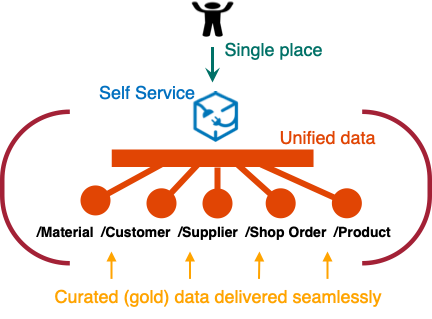 Single place
Self Service
Unified data
/Material /Customer /Supplier /Shop Order /Product
Curated (gold) data delivered seamlessly